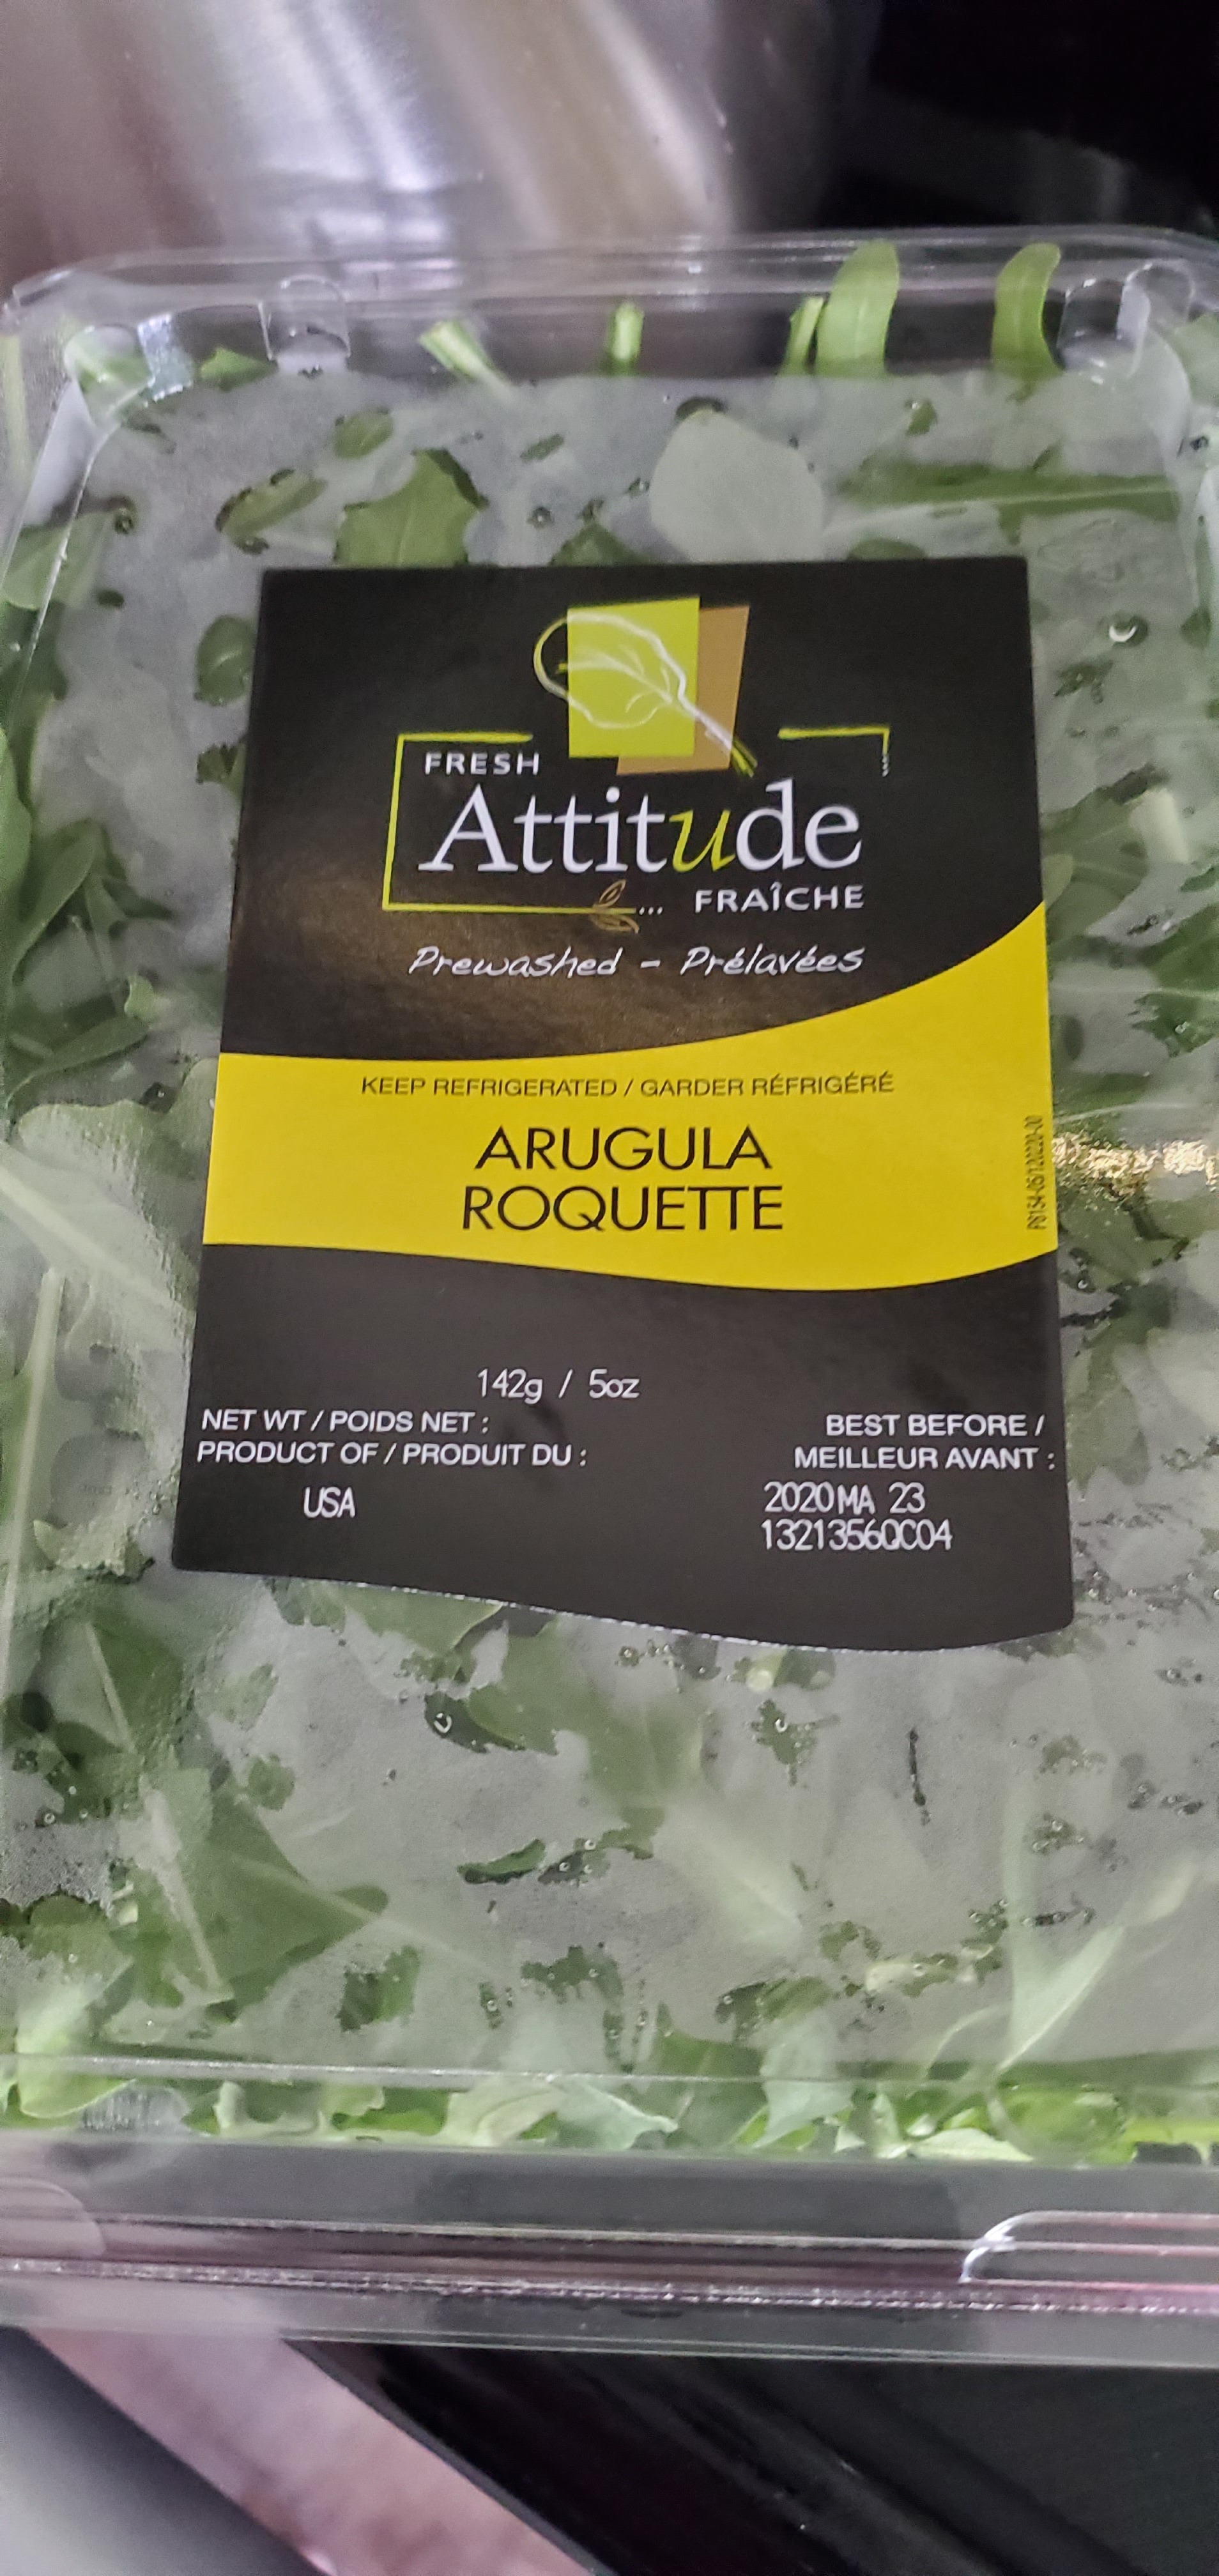 FRESH
Attitude
... FRAÎCHE
Prewashed - Prélavées
KEEP REFRIGERATED / GARDER RÉFRIGÉRÉ
ARUGULA
ROQUETTE
142g / 5oz
NET WT / POIDS NET :
PRODUCT OF / PRODUIT DU :
USA
BEST BEFORE /
MEILLEUR AVANT :
2020 MA 23
1321356QC04